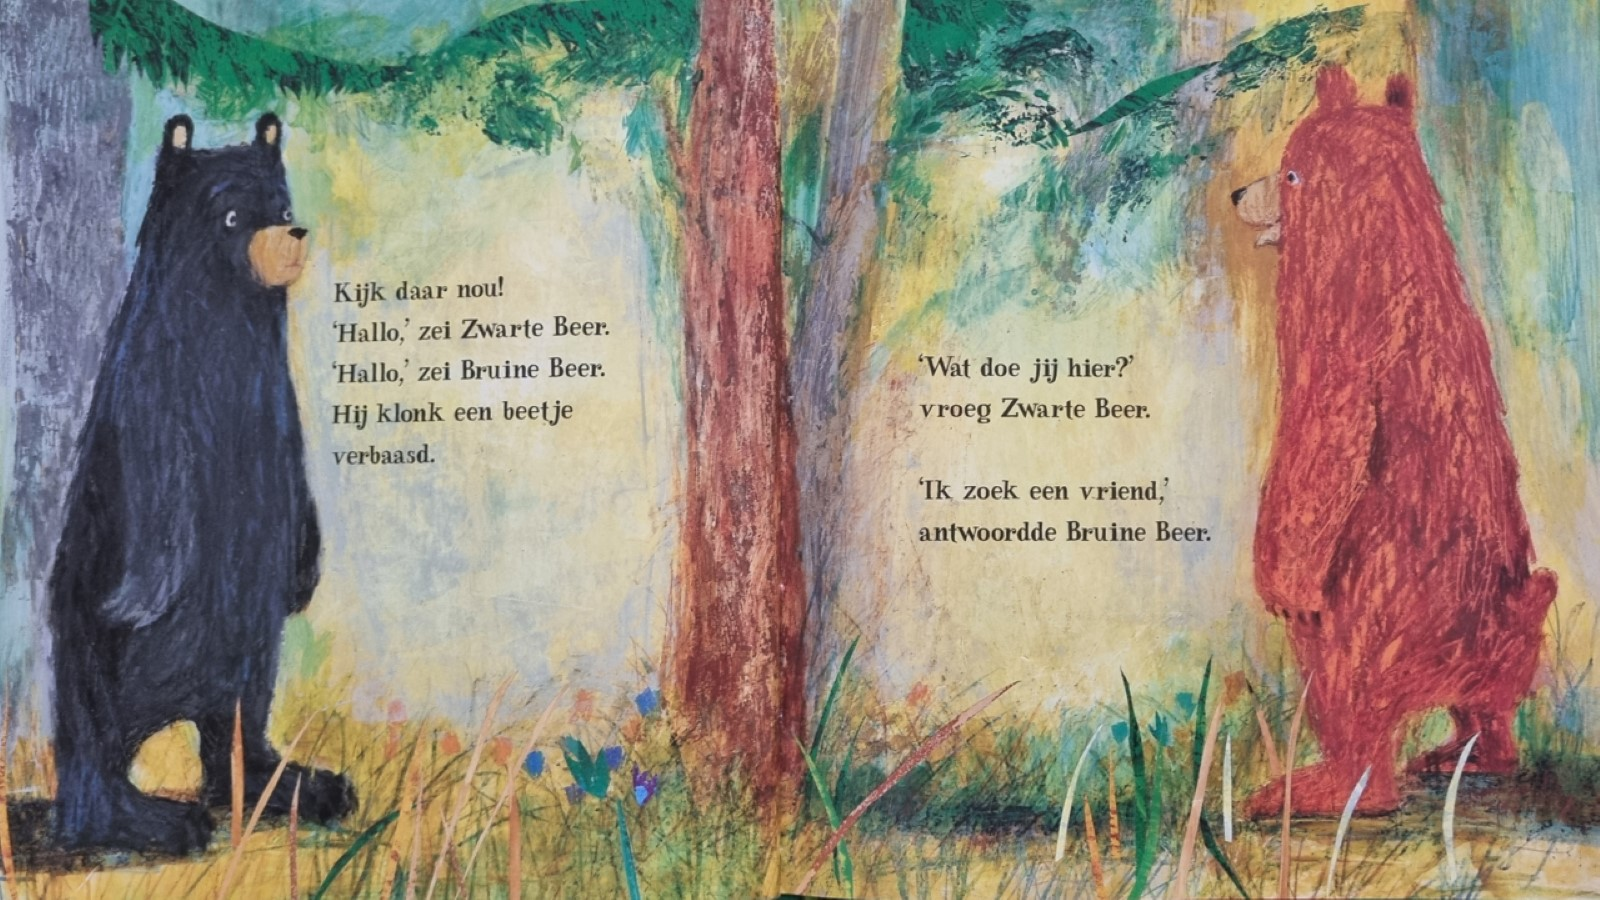 Kijk daar nou!
‘Hallo,’ zei Zwarte Beer.
‘Hallo,’ zei Bruine Beer.
Hij klonk een beetje
verbaasd.
‘Wat doe jij hier?’
vroeg Zwarte Beer.
‘Ik zoek een vriend,’
antwoordde Bruine Beer.